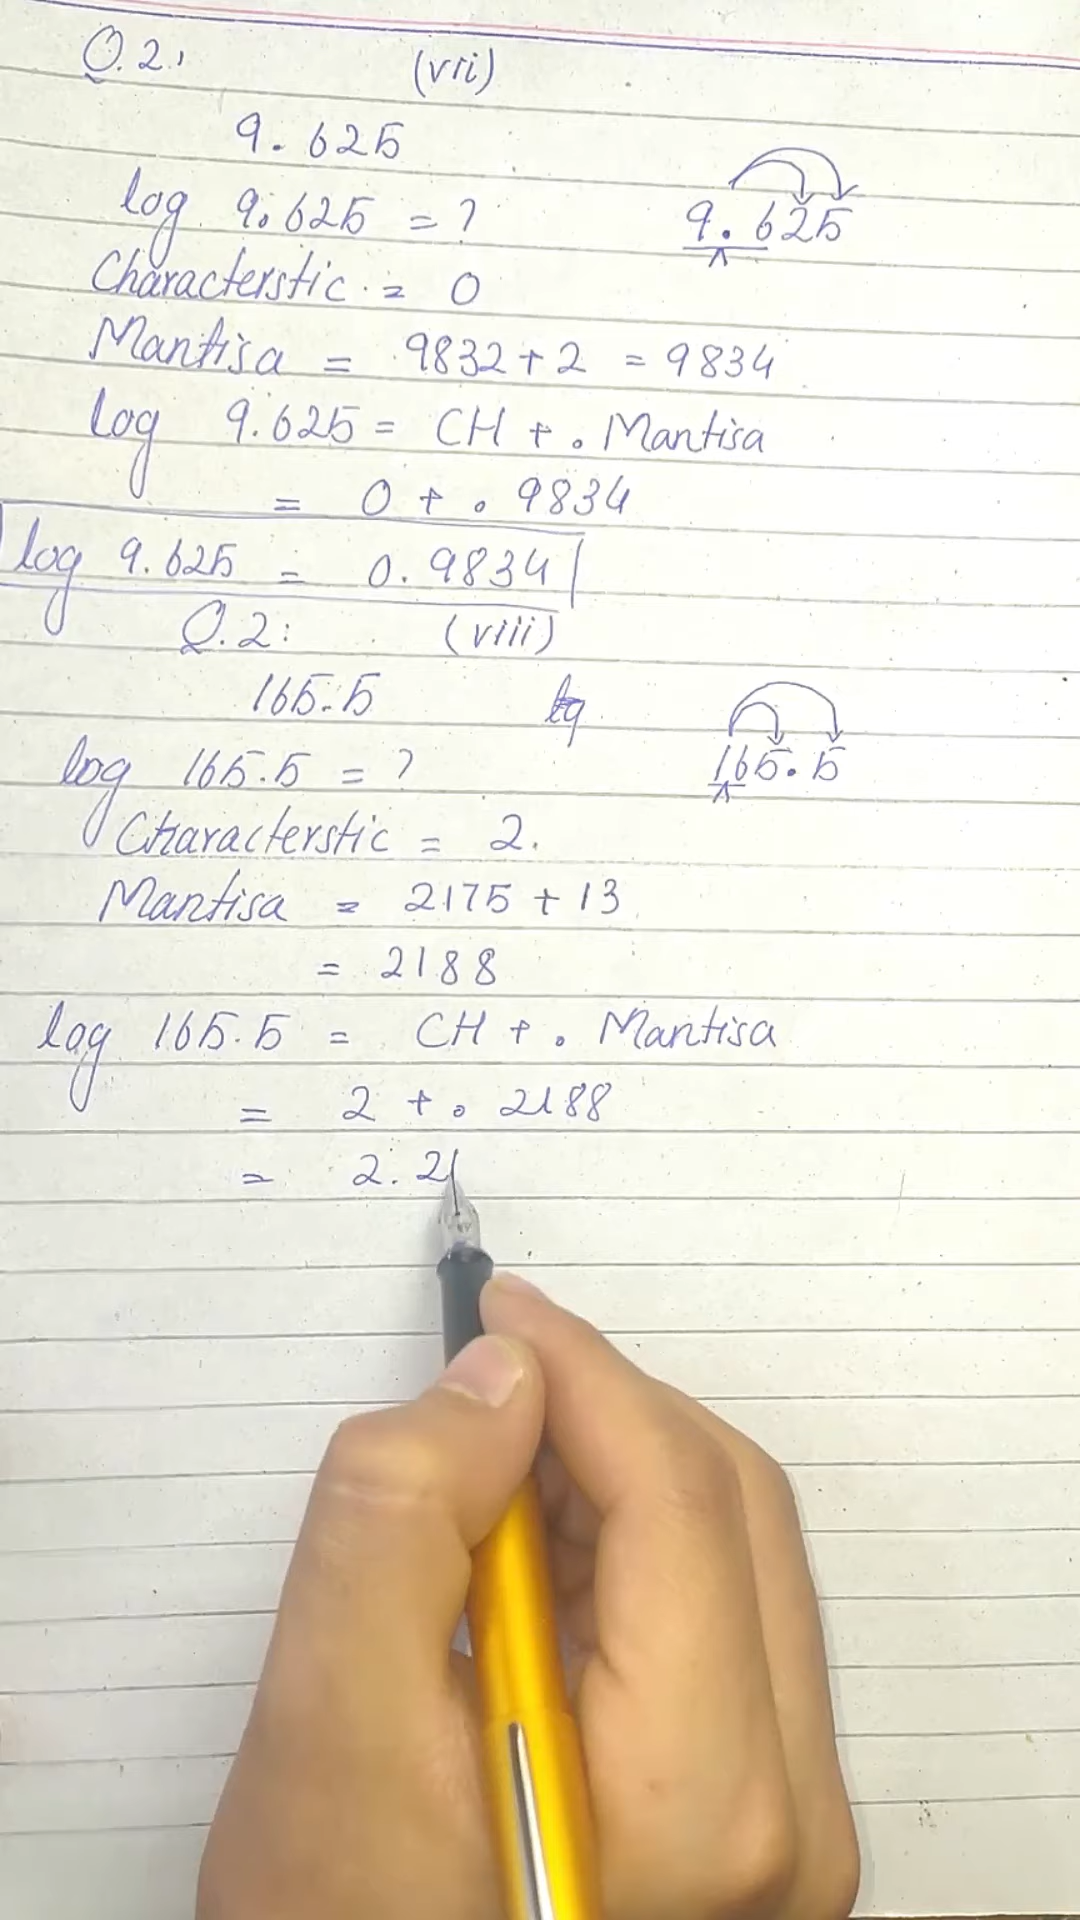 Q.2. (vii)
9.625
log 9.625 = ? 9.625
Characterstic = 0
Mantisa = 9832+2 = 9834
log 9.625 = CH + . Mantisa
= 0 + . 9834
log 9.625 = 0.9834
Q.2: (viii)
165.5
log 165.5 = ? 165.5
Characterstic = 2.
Mantisa = 2175 + 13
= 2188
log 165.5 = CH + . Mantisa
= 2 + . 2188
= 2.21